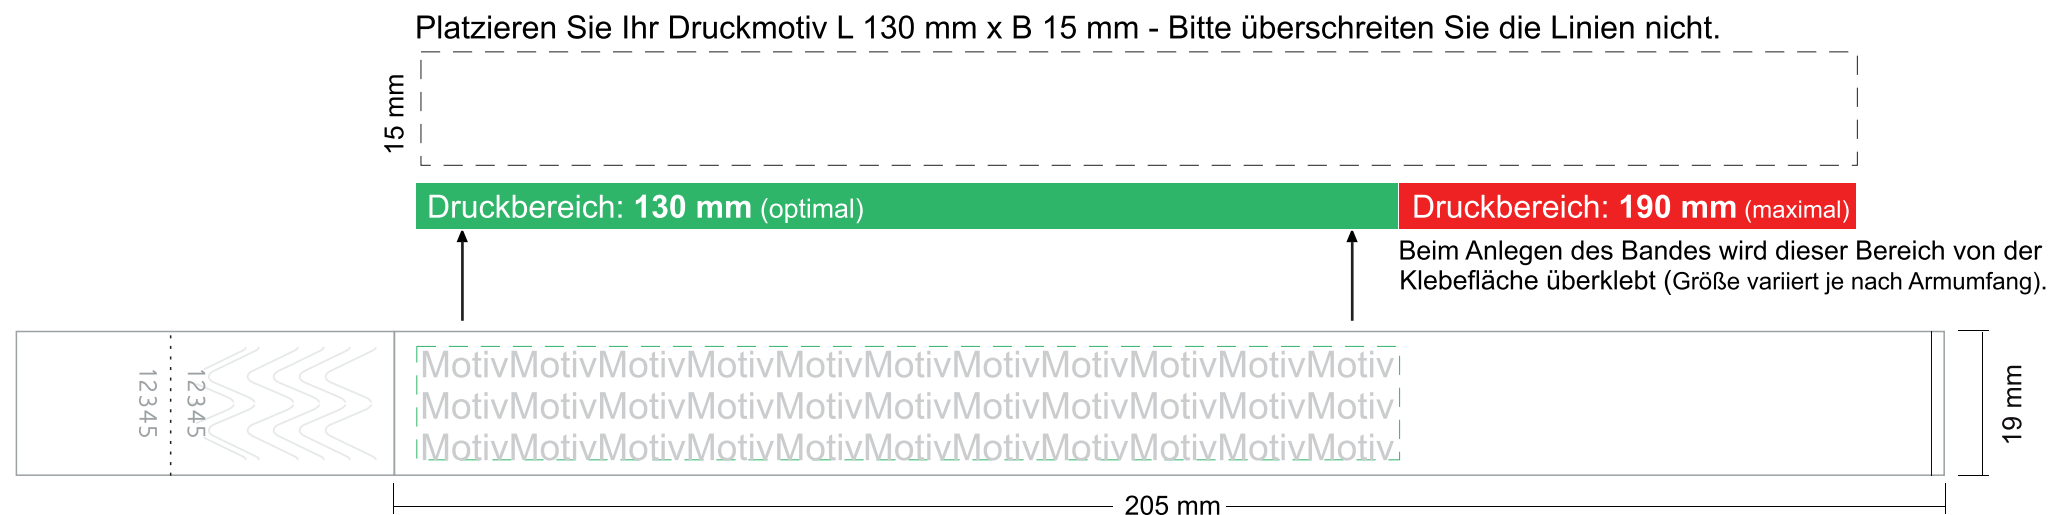 Platzieren Sie Ihr Druckmotiv L 130 mm x B 15 mm - Bitte überschreiten Sie die Linien nicht.
15 mm
Druckbereich: 130 mm (optimal)
Druckbereich: 190 mm (maximal)
Beim Anlegen des Bandes wird dieser Bereich von der
Klebefläche überklebt (Größe variiert je nach Armumfang).
12345
12345
MotivMotivMotivMotivMotivMotivMotivMotivMotivMotivMotiv
MotivMotivMotivMotivMotivMotivMotivMotivMotivMotivMotiv
MotivMotivMotivMotivMotivMotivMotivMotivMotivMotivMotiv
19 mm
205 mm